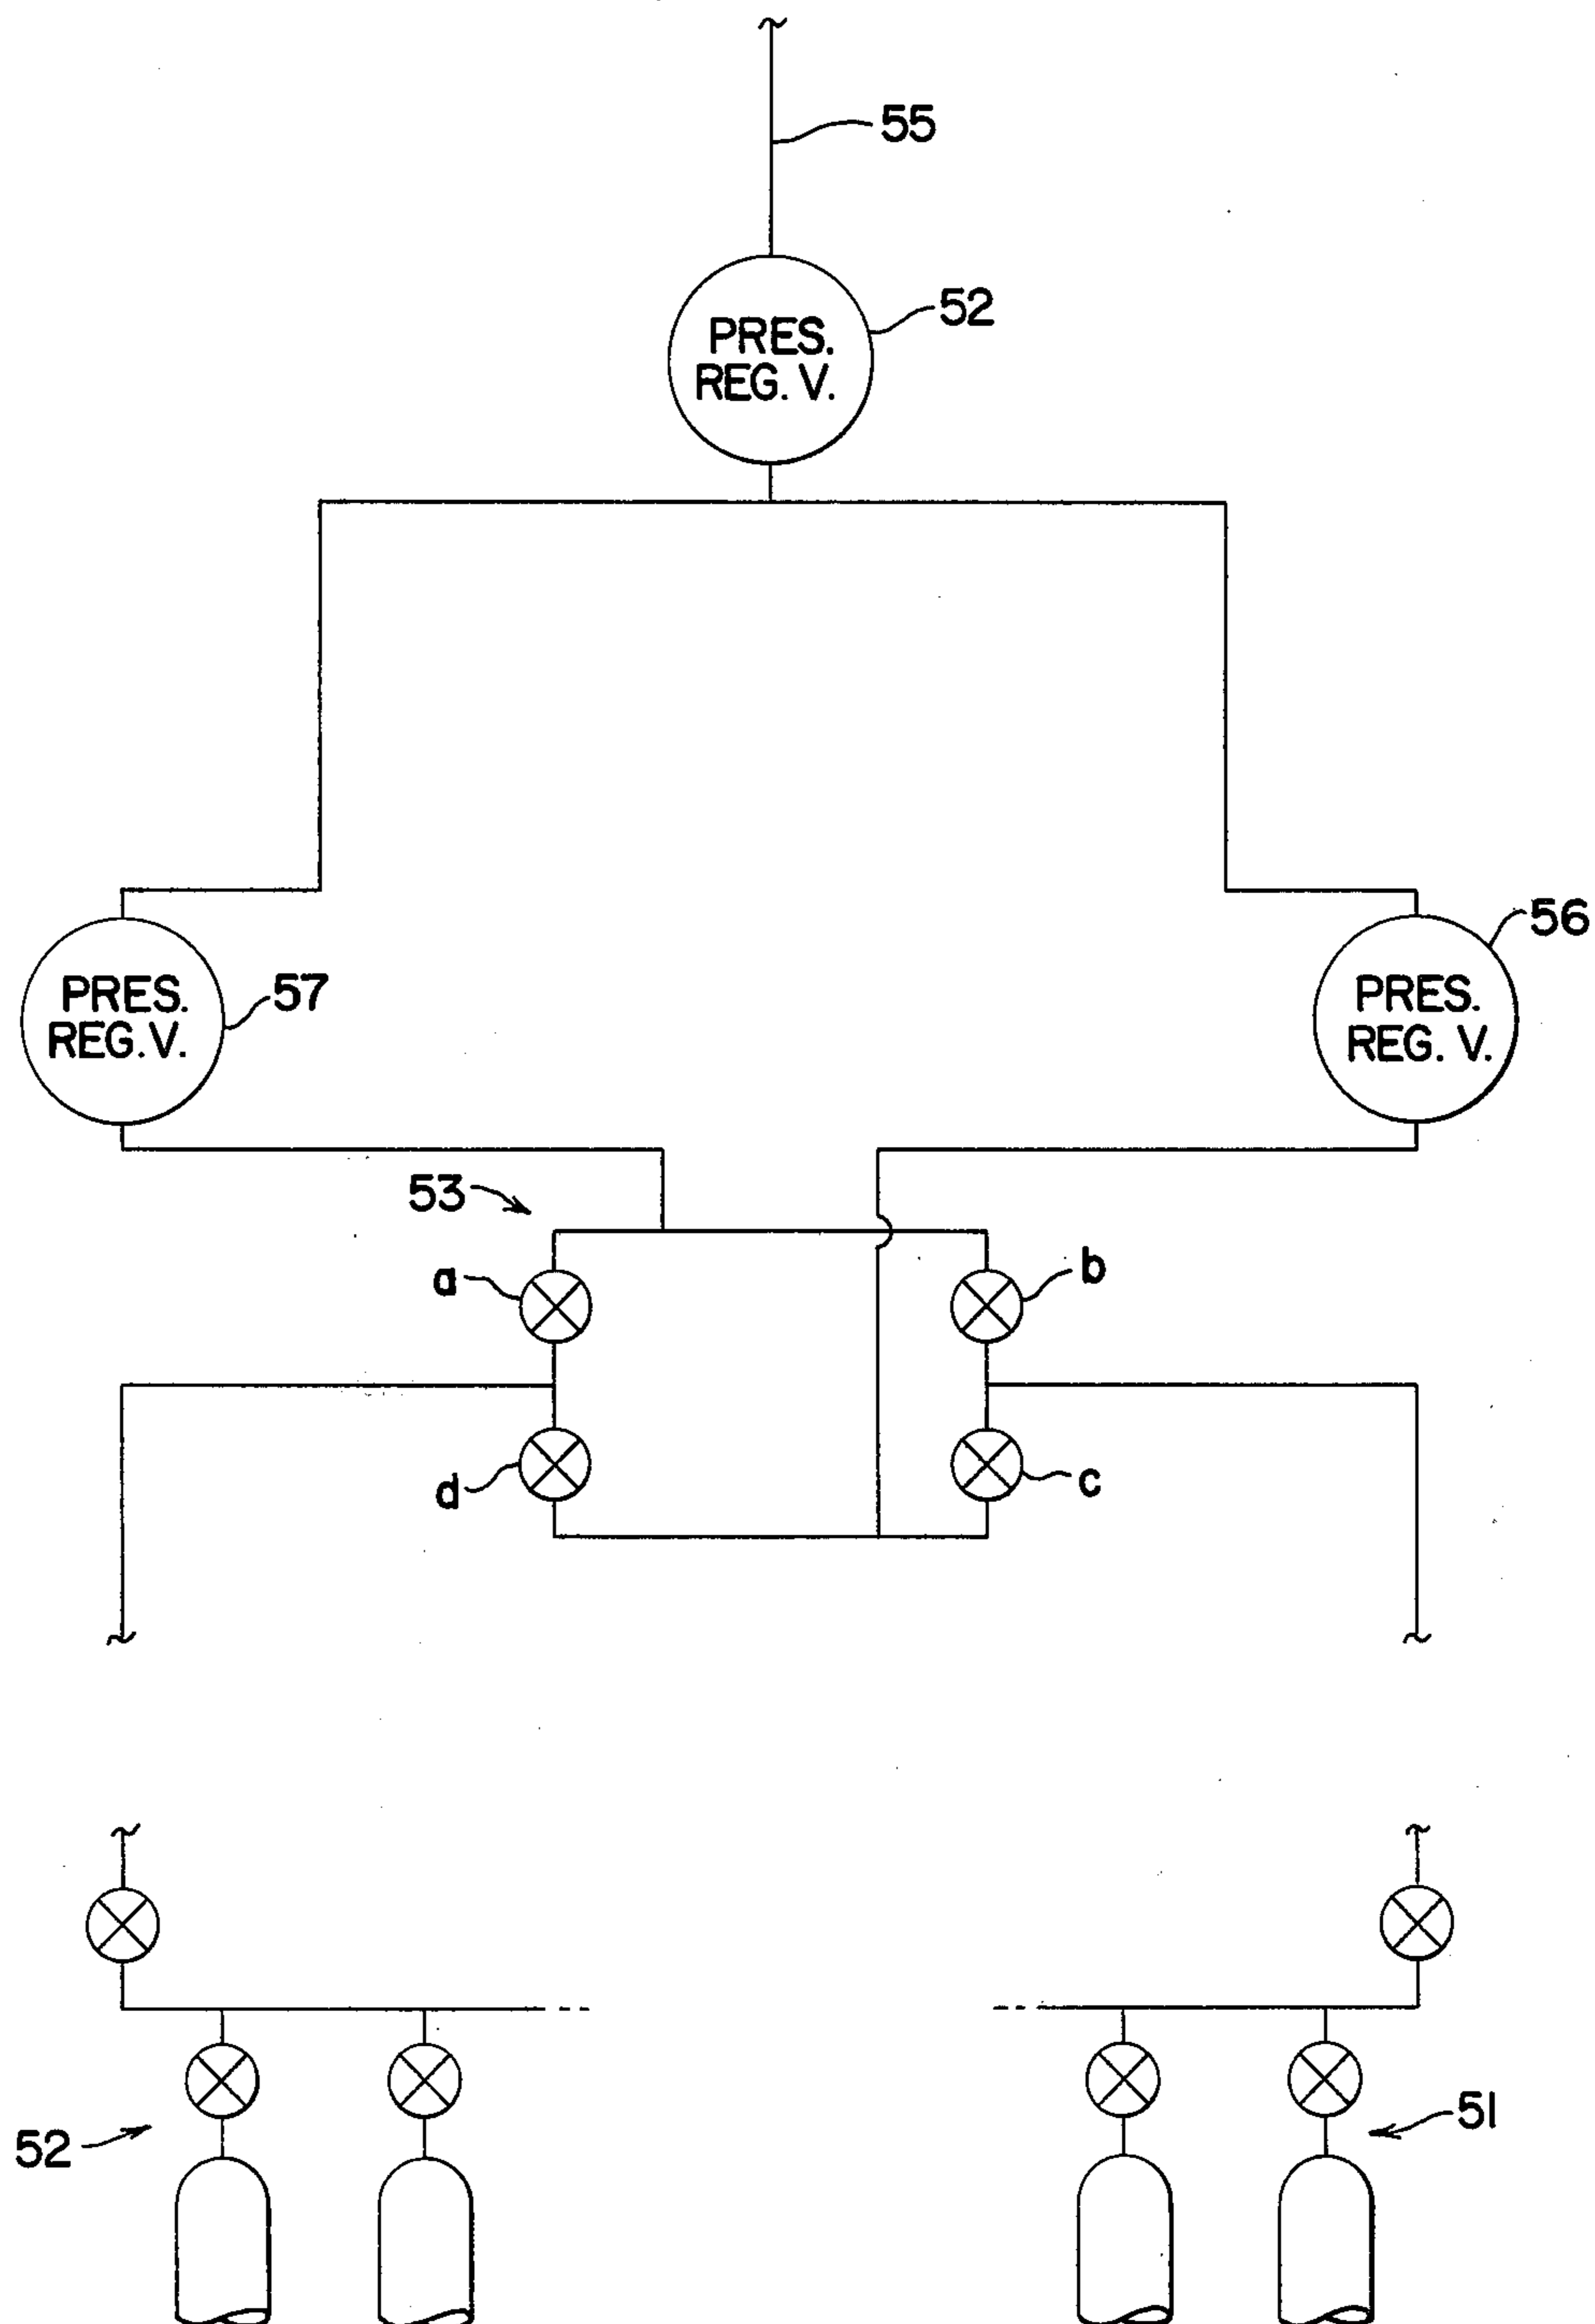 55
52
PRES.
REG. V.
56
57
PRES.
REG. V.
PRES.
REG. V.
53
a
b
d
c
52
51